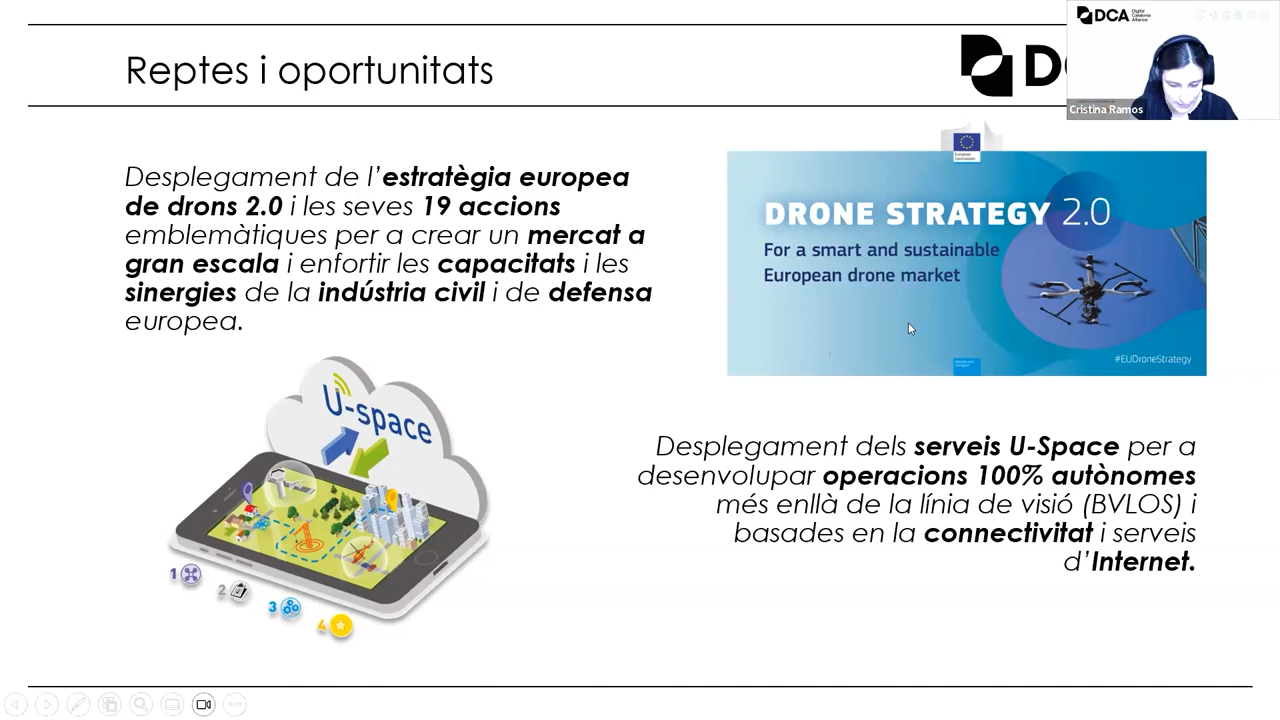 Reptes i oportunitats
DCA
Digital
Catalonia
Alliance
Cristina Ramos
Desplegament de l’estratègia europea
de drons 2.0 i les seves 19 accions
emblemàtiques per a crear un mercat a
gran escala i enfortir les capacitats i les
sinergies de la indústria civil i de defensa
europea.
European
Commission
DRONE STRATEGY 2.0
For a smart and sustainable
European drone market
#EUDroneStrategy
U-space
1
2
3
4
Desplegament dels serveis U-Space per a
desenvolupar operacions 100% autònomes
més enllà de la línia de visió (BVLOS) i
basades en la connectivitat i serveis
d’Internet.